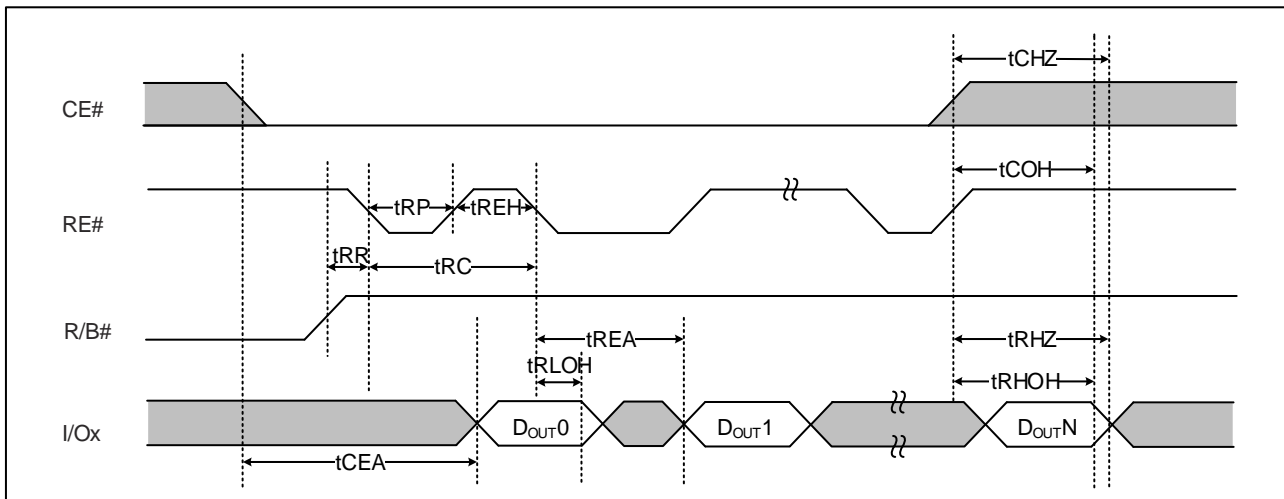 tCHZ
CE#
tCOH
tRP tREH
RE#
tRR tRC
R/B#
tREA tRHZ
tRLOH tRHOH
I/Ox DOUT0 DOUT1 DOUTN
tCEA